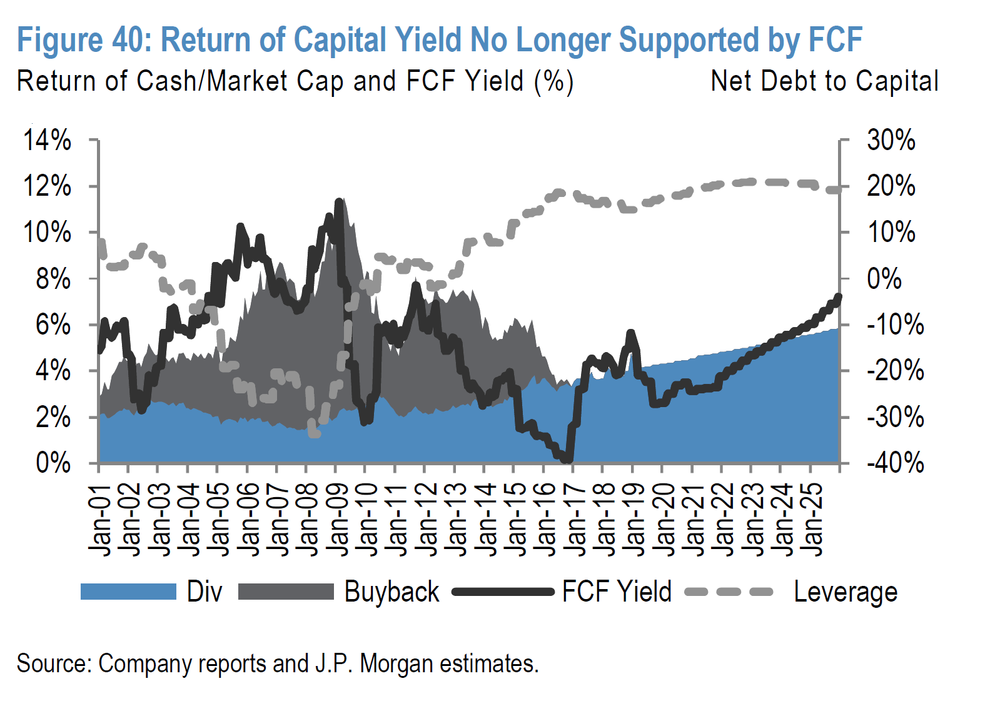 Figure 40: Return of Capital Yield No Longer Supported by FCF
Return of Cash/Market Cap and FCF Yield (%)
Net Debt to Capital
14%
12%
10%
8%
6%
4%
2%
0%
30%
20%
10%
0%
-10%
-20%
-30%
-40%
Jan-01
Jan-02
Jan-03
Jan-04
Jan-05
Jan-06
Jan-07
Jan-08
Jan-09
Jan-10
Jan-11
Jan-12
Jan-13
Jan-14
Jan-15
Jan-16
Jan-17
Jan-18
Jan-19
Jan-20
Jan-21
Jan-22
Jan-23
Jan-24
Jan-25
Div
Buyback
FCF Yield
Leverage
Source: Company reports and J.P. Morgan estimates.